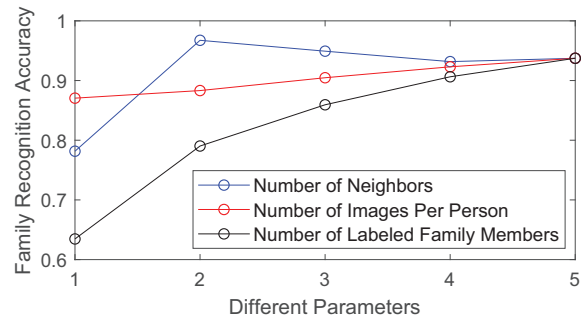 Family Recognition Accuracy
1
0.9
0.8
0.7
0.6
Number of Neighbors
Number of Images Per Person
Number of Labeled Family Members
1 2 3 4 5
Different Parameters